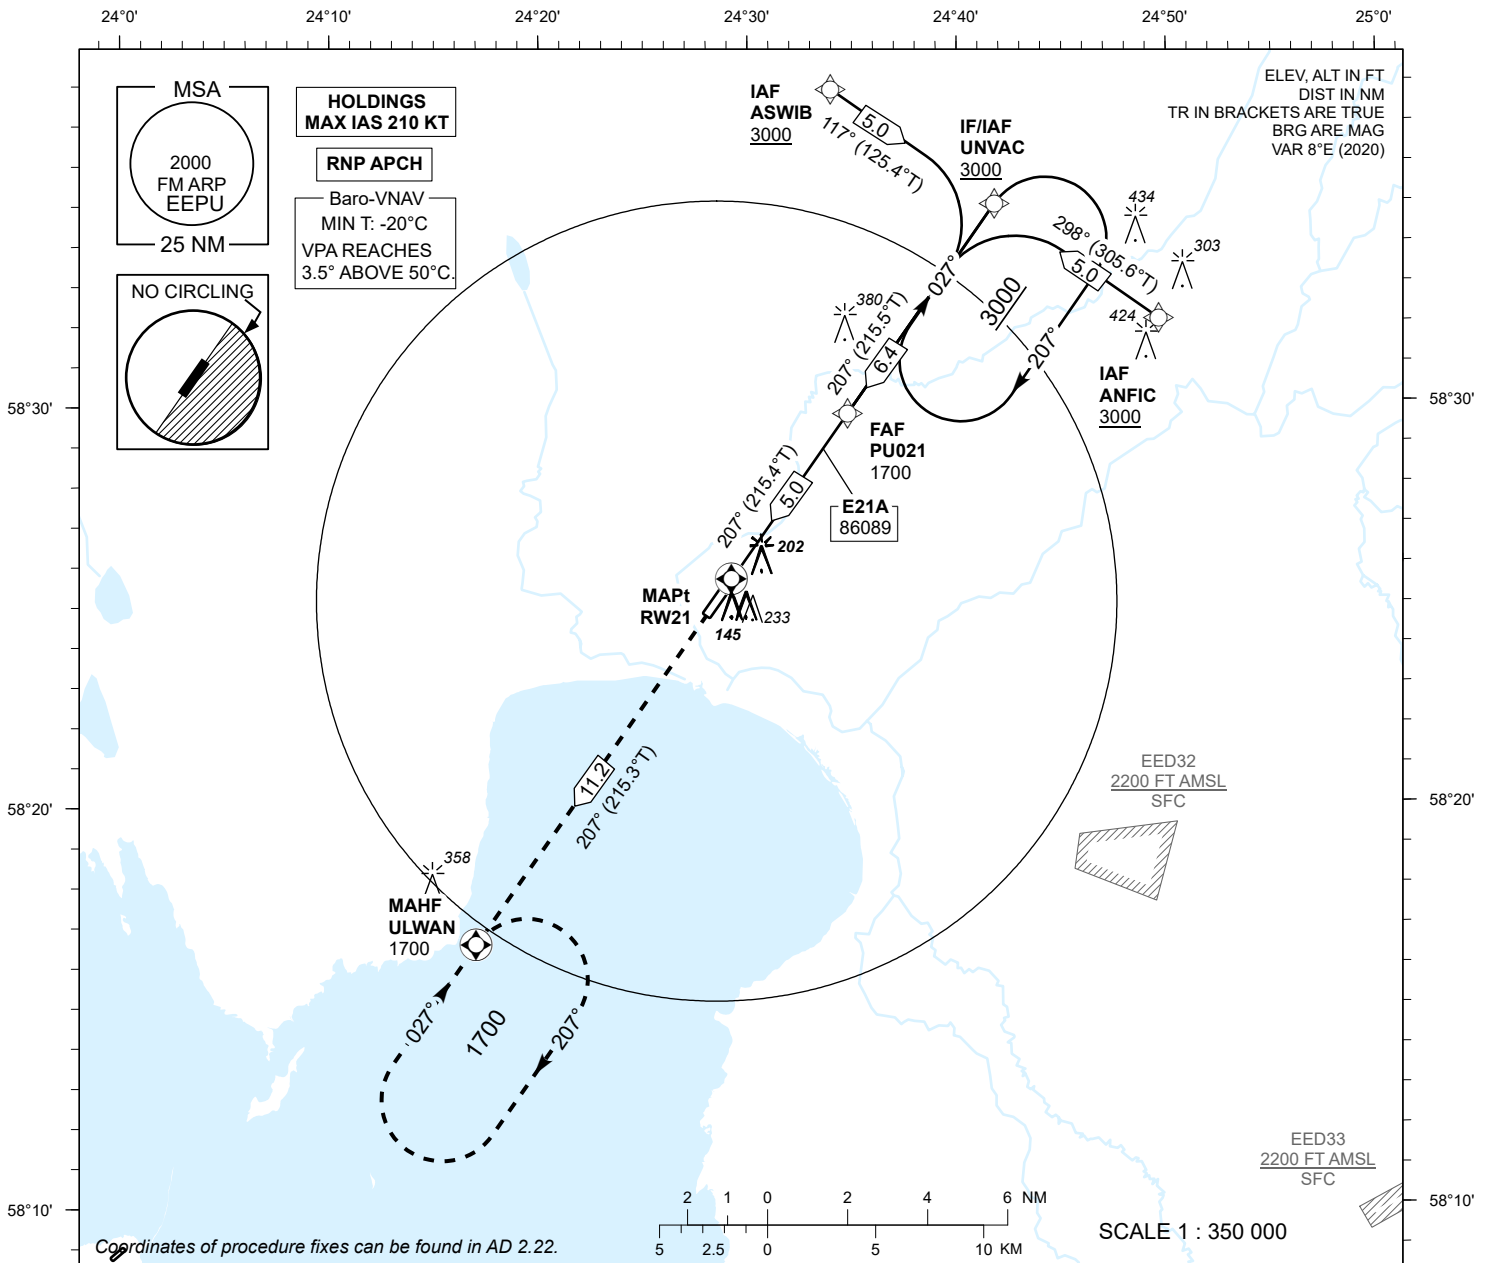 24°0'
24°10'
24°20'
24°30'
24°40'
24°50'
25°0'
MSA
2000
FM ARP
EEPU
25 NM
HOLDINGS
MAX IAS 210 KT
RNP APCH
Baro-VNAV
MIN T: -20°C
VPA REACHES
3.5° ABOVE 50°C.
NO CIRCLING
ELEV, ALT IN FT
DIST IN NM
TR IN BRACKETS ARE TRUE
BRG ARE MAG
VAR 8°E (2020)
IAF
ASWIB
3000
5.0
117° (125.4°T)
IF/IAF
UNVAC
3000
434
303
298° (305.6°T)
5.0
424
IAF
ANFIC
3000
027°
3000
207°
380
207° (215.5°T)
6.4
58°30'
58°30'
FAF
PU021
1700
207° (215.4°T)
5.0
E21A
86089
202
MAPt
RW21
233
145
11.2
207° (215.3°T)
EED32
2200 FT AMSL
SFC
58°20'
58°20'
358
MAHF
ULWAN
1700
027°
1700
207°
EED33
2200 FT AMSL
SFC
58°10'
58°10'
2 1 0 2 4 6 NM
5 2.5 0 5 10 KM
SCALE 1 : 350 000
Coordinates of procedure fixes can be found in AD 2.22.